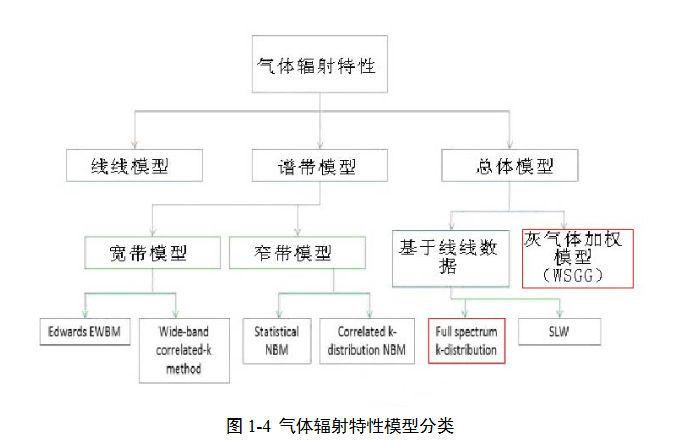 气体辐射特性
线线模型
谱带模型
总体模型
宽带模型
窄带模型
基于线线数
据
灰气体加权
模型
（WSGG）
Edwards EWBM
Wide-band
correlated-k
method
Statistical
NBM
Correlated k-
distribution NBM
Full spectrum
k-distribution
SLW
图 1-4 气体辐射特性模型分类